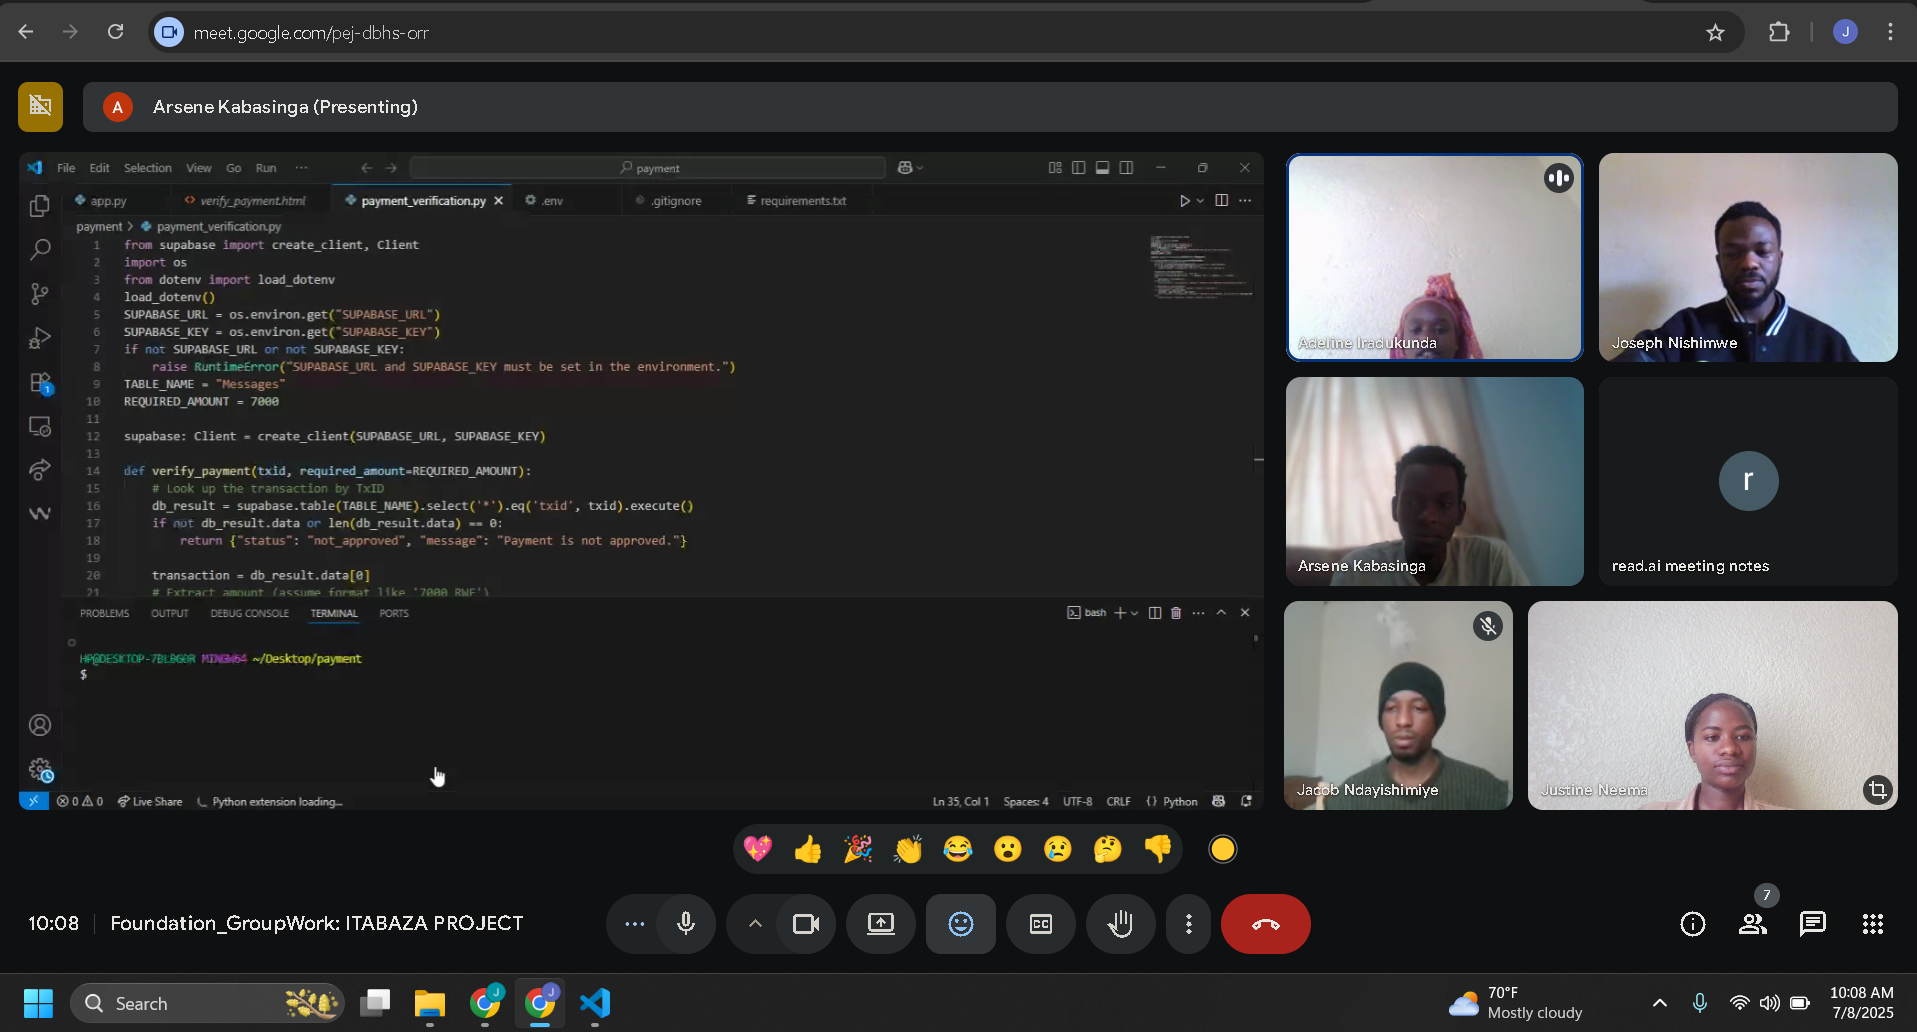 meet.google.com/pej-dbhs-orr
J
A
Arsene Kabasinga (Presenting)
File Edit Selection View Go Run ...
payment
app.py
verify_payment.html
payment_verification.py
.env
.gitignore
requirements.txt
payment > payment_verification.py
1 from supabase import create_client, Client
2 import os
3 from dotenv import load_dotenv
4 load_dotenv()
5 SUPABASE_URL = os.environ.get("SUPABASE_URL")
6 SUPABASE_KEY = os.environ.get("SUPABASE_KEY")
7 if not SUPABASE_URL or not SUPABASE_KEY:
8 raise RuntimeError("SUPABASE_URL and SUPABASE_KEY must be set in the environment.")
9 TABLE_NAME = "Messages"
10 REQUIRED_AMOUNT = 7000
11
12 supabase: Client = create_client(SUPABASE_URL, SUPABASE_KEY)
13
14 def verify_payment(txid, required_amount=REQUIRED_AMOUNT):
15 # Look up the transaction by TxID
16 db_result = supabase.table(TABLE_NAME).select('*').eq('txid', txid).execute()
17 if not db_result.data or len(db_result.data) == 0:
18 return {"status": "not_approved", "message": "Payment is not approved."}
19
20 transaction = db_result.data[0]
21 # Extract amount (assume format like '7000 RWF')
PROBLEMS OUTPUT DEBUG CONSOLE TERMINAL PORTS
bash
MINGW64 ~/Desktop/payment
$
1
0 0 Live Share Python extension loading...
Ln 35, Col 1 Spaces: 4 UTF-8 CRLF {} Python
Adeline Iradukunda
Joseph Nishimwe
Arsene Kabasinga
r
read.ai meeting notes
Jacob Ndayishimiye
Justine Neema
10:08 Foundation_GroupWork: ITABAZA PROJECT
CC
7
Search
J
J
70°F
Mostly cloudy
10:08 AM
7/8/2025